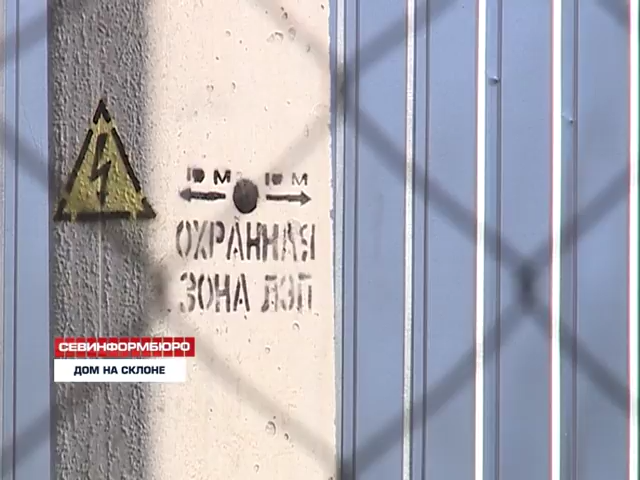 10 М 10 М
ОХРАННАЯ
ЗОНА ЛЭП
СЕВИНФОРМБЮРО
ДОМ НА СКЛОНЕ